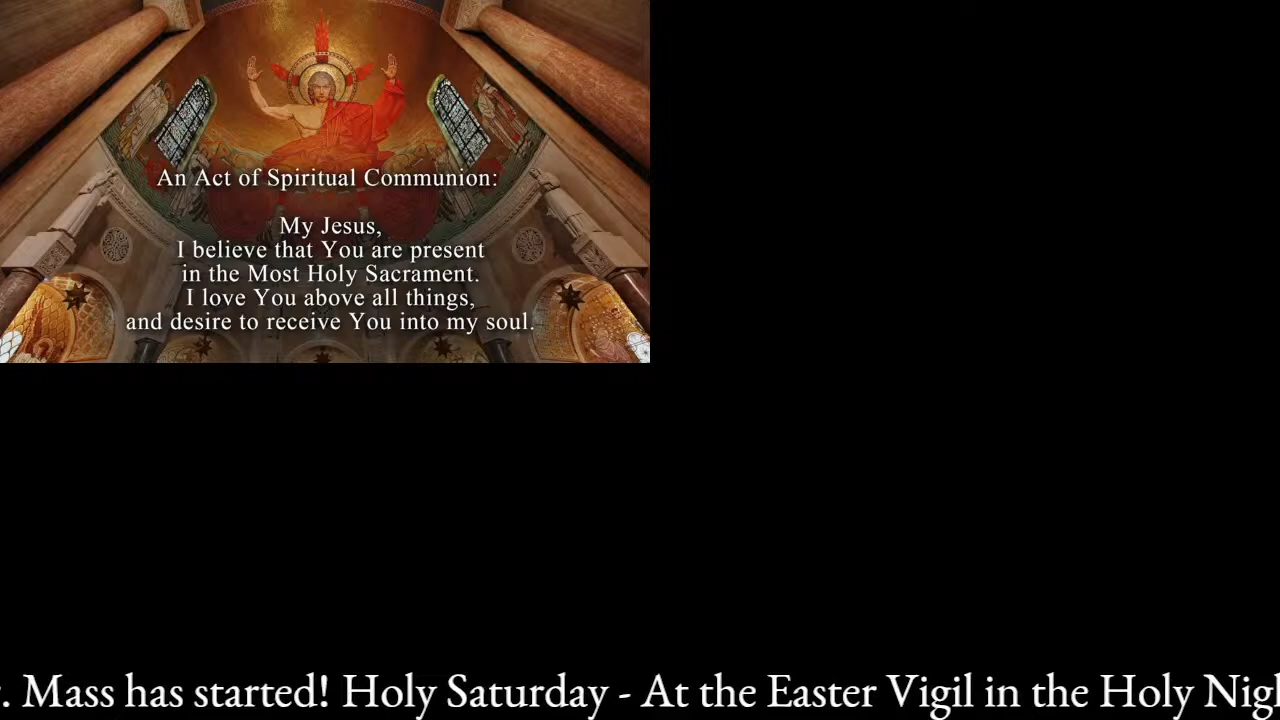 An Act of Spiritual Communion:
My Jesus,
I believe that You are present
in the Most Holy Sacrament.
I love You above all things,
and desire to receive You into my soul.
. Mass has started! Holy Saturday - At the Easter Vigil in the Holy